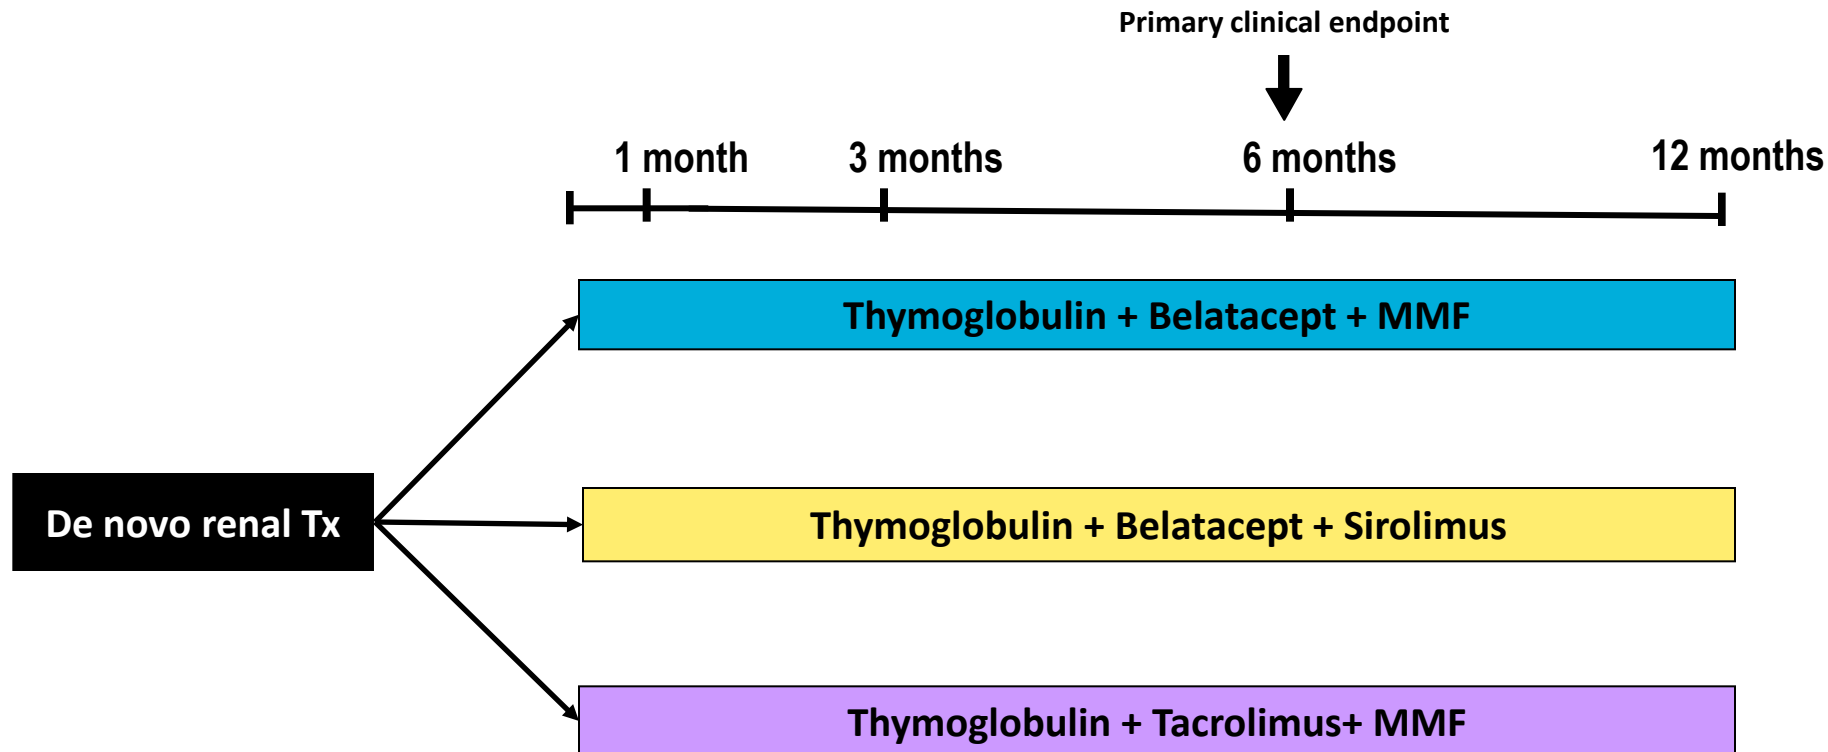 Primary clinical endpoint
1 month 3 months 6 months 12 months
Thymoglobulin + Belatacept + MMF
De novo renal Tx
Thymoglobulin + Belatacept + Sirolimus
Thymoglobulin + Tacrolimus+ MMF